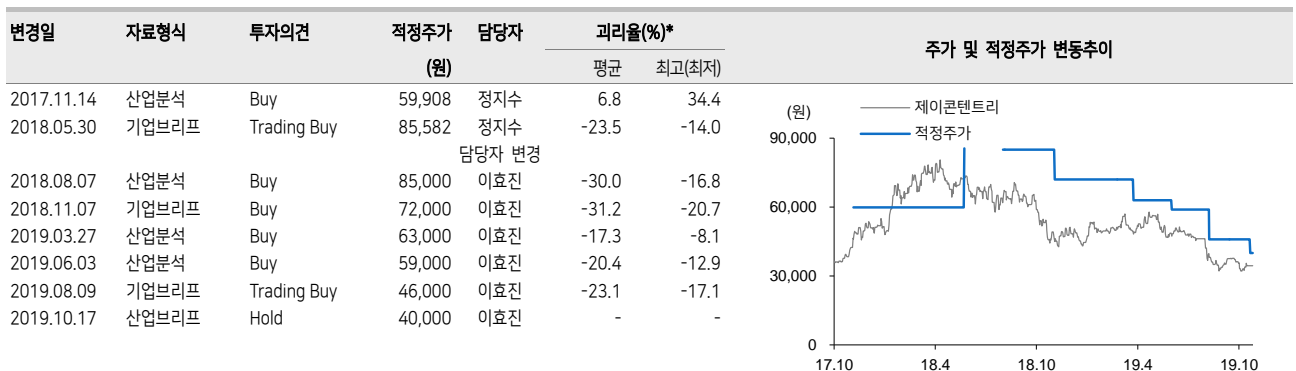 변경일 자료형식 투자의견 적정주가 담당자 괴리율(%)*
(원) 평균 최고(최저)
2017.11.14 산업분석 Buy 59,908 정지수 6.8 34.4
2018.05.30 기업브리프 Trading Buy 85,582 정지수 -23.5 -14.0
담당자 변경
2018.08.07 산업분석 Buy 85,000 이효진 -30.0 -16.8
2018.11.07 기업브리프 Buy 72,000 이효진 -31.2 -20.7
2019.03.27 산업분석 Buy 63,000 이효진 -17.3 -8.1
2019.06.03 산업분석 Buy 59,000 이효진 -20.4 -12.9
2019.08.09 기업브리프 Trading Buy 46,000 이효진 -23.1 -17.1
2019.10.17 산업브리프 Hold 40,000 이효진 - -
주가 및 적정주가 변동추이
(원)
제이콘텐트리
적정주가
90,000
60,000
30,000
0
17.10 18.4 18.10 19.4 19.10